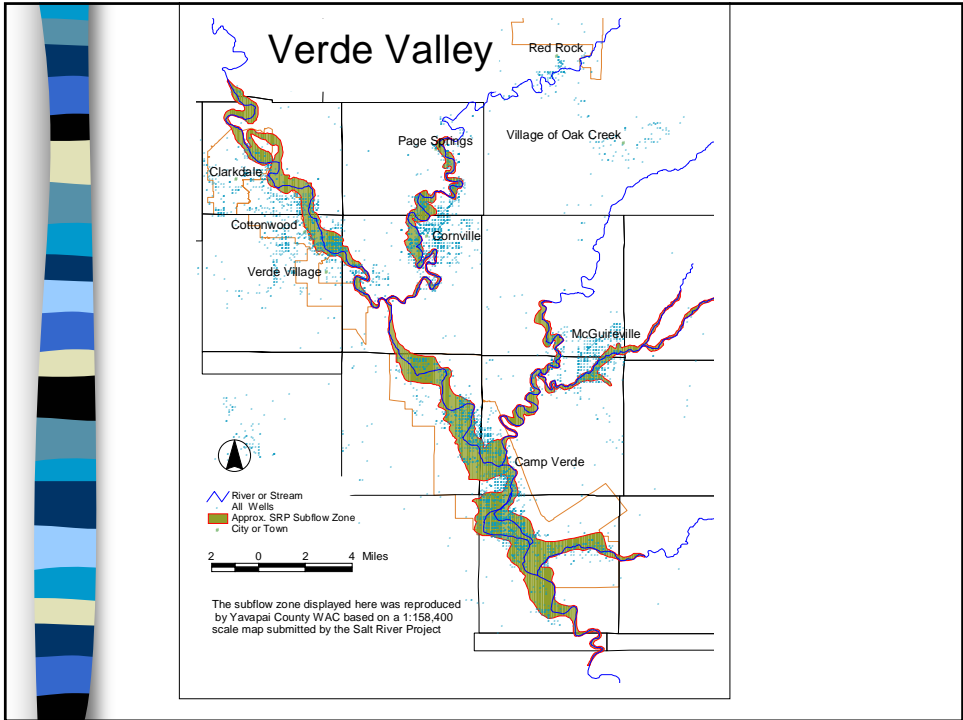 Verde Valley
Red Rock
Page Springs
Village of Oak Creek
Clarkdale
Cottonwood
Cornville
Verde Village
McGuireville
Camp Verde
River or Stream
All Wells
Approx. SRP Subflow Zone
City or Town
2 0 2 4 Miles
The subflow zone displayed here was reproduced
by Yavapai County WAC based on a 1:158,400
scale map submitted by the Salt River Project